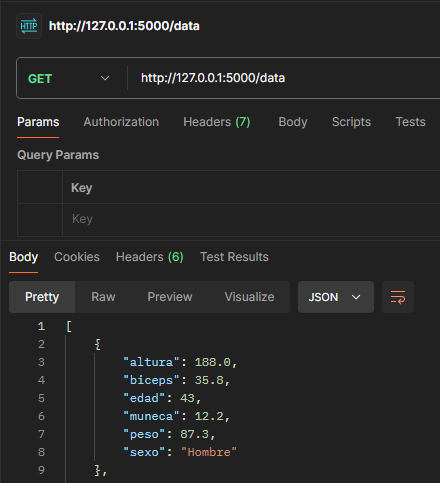 HTTP http://127.0.0.1:5000/data
GET http://127.0.0.1:5000/data
Params Authorization Headers (7) Body Scripts Tests
Query Params
Key
Key
Body Cookies Headers (6) Test Results
Pretty Raw Preview Visualize JSON
1 [
2 {
3 "altura": 188.0,
4 "biceps": 35.8,
5 "edad": 43,
6 "muneca": 12.2,
7 "peso": 87.3,
8 "sexo": "Hombre"
9 },